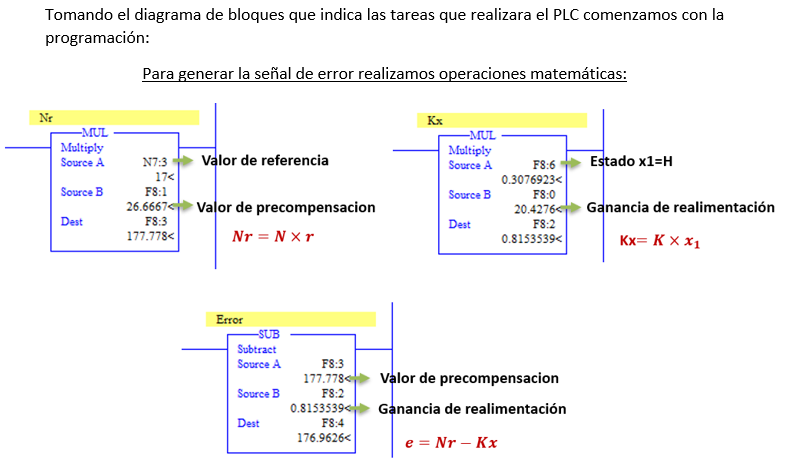 Tomando el diagrama de bloques que indica las tareas que realizara el PLC comenzamos con la
programación:
Para generar la señal de error realizamos operaciones matemáticas:
Nr
MUL
Multiply
Source A N7:3 Valor de referencia
17<
Source B F8:1
26.6667< Valor de precompensacion
Dest F8:3
177.778< Nr = N × r
Kx
MUL
Multiply
Source A F8:6 Estado x1=H
0.3076923<
Source B F8:0
20.4276< Ganancia de realimentación
Dest F8:2
0.8153539< Kx= K × x₁
Error
SUB
Subtract
Source A F8:3
177.778< Valor de precompensacion
Source B F8:2
0.8153539< Ganancia de realimentación
Dest F8:4
176.9626< e = Nr − Kx